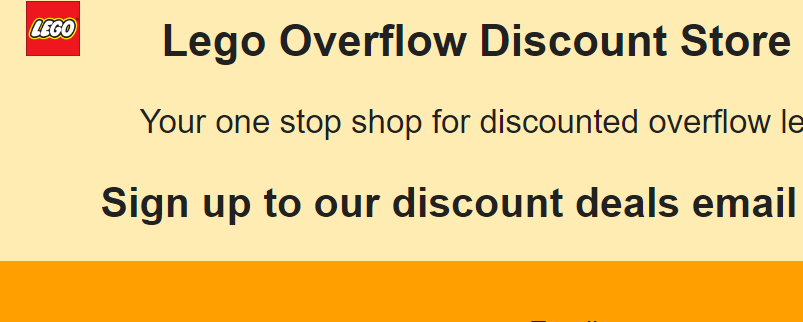 LEGO
Lego Overflow Discount Store
Your one stop shop for discounted overflow le
Sign up to our discount deals email